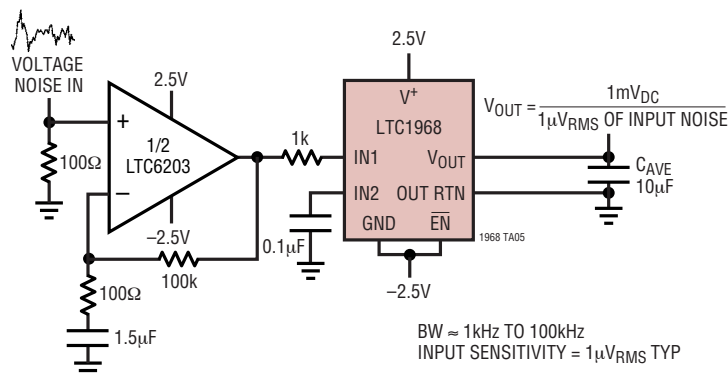 VOLTAGE
NOISE IN
100Ω
+
–
2.5V
1/2
LTC6203
–2.5V
100k
100Ω
1.5µF
1k
0.1µF
2.5V
V+
LTC1968
IN1
VOUT
IN2
OUT RTN
GND
EN
1968 TA05
–2.5V
VOUT =
1mVDC
1µVRMS OF INPUT NOISE
CAVE
10µF
BW ≈ 1kHz TO 100kHz
INPUT SENSITIVITY = 1µVRMS TYP